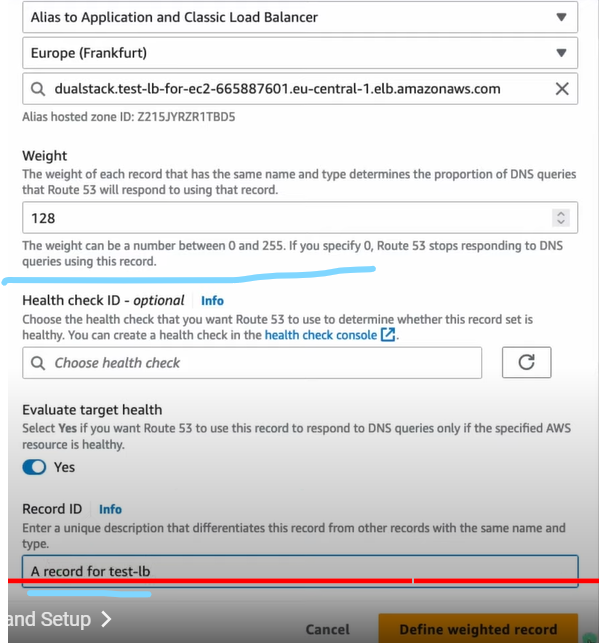 Alias to Application and Classic Load Balancer
Europe (Frankfurt)
dualstack.test-lb-for-ec2-665887601.eu-central-1.elb.amazonaws.com
Alias hosted zone ID: Z215JYRZR1TBD5
Weight
The weight of each record that has the same name and type determines the proportion of DNS queries
that Route 53 will respond to using that record.
128
The weight can be a number between 0 and 255. If you specify 0, Route 53 stops responding to DNS
queries using this record.
Health check ID - optional Info
Choose the health check that you want Route 53 to use to determine whether this record set is
healthy. You can create a health check in the health check console.
Choose health check
Evaluate target health
Select Yes if you want Route 53 to use this record to respond to DNS queries only if the specified AWS
resource is healthy.
Yes
Record ID Info
Enter a unique description that differentiates this record from other records with the same name and
type.
A record for test-lb
and Setup
Cancel Define weighted record